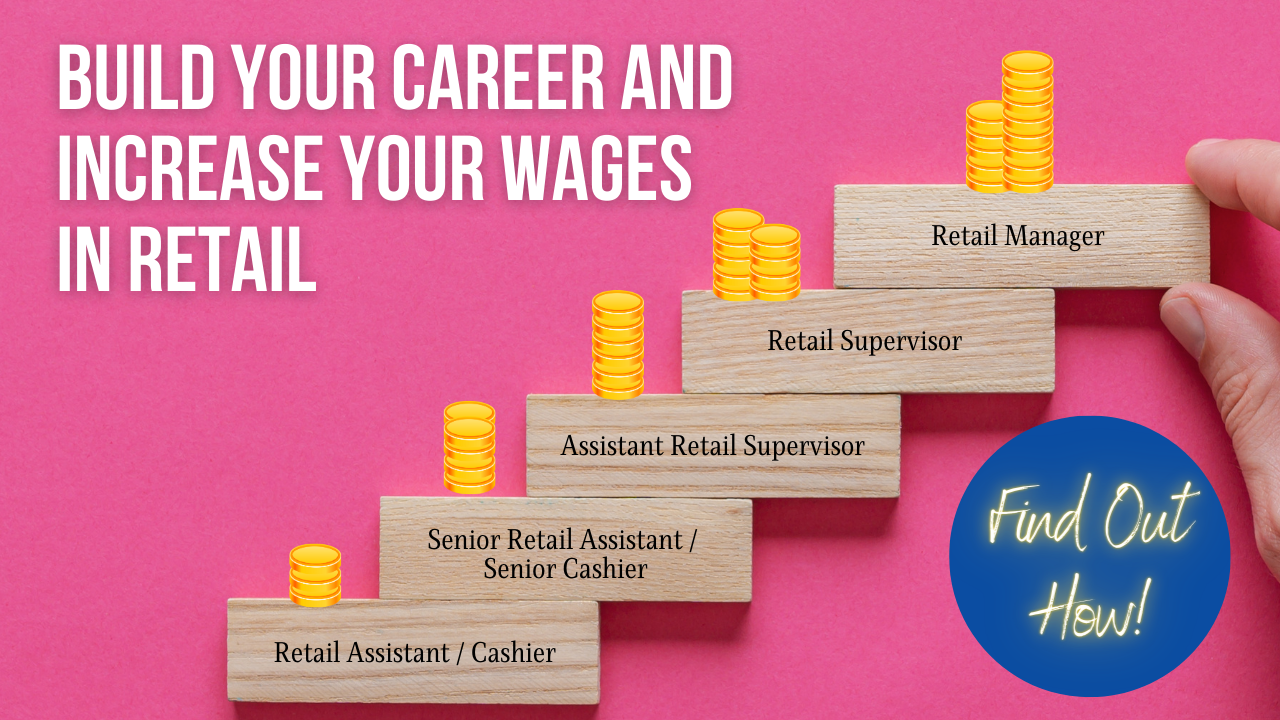 BUILD YOUR CAREER AND
INCREASE YOUR WAGES
IN RETAIL
Retail Manager
Retail Supervisor
Assistant Retail Supervisor
Senior Retail Assistant /
Senior Cashier
Retail Assistant / Cashier
Find Out
How!